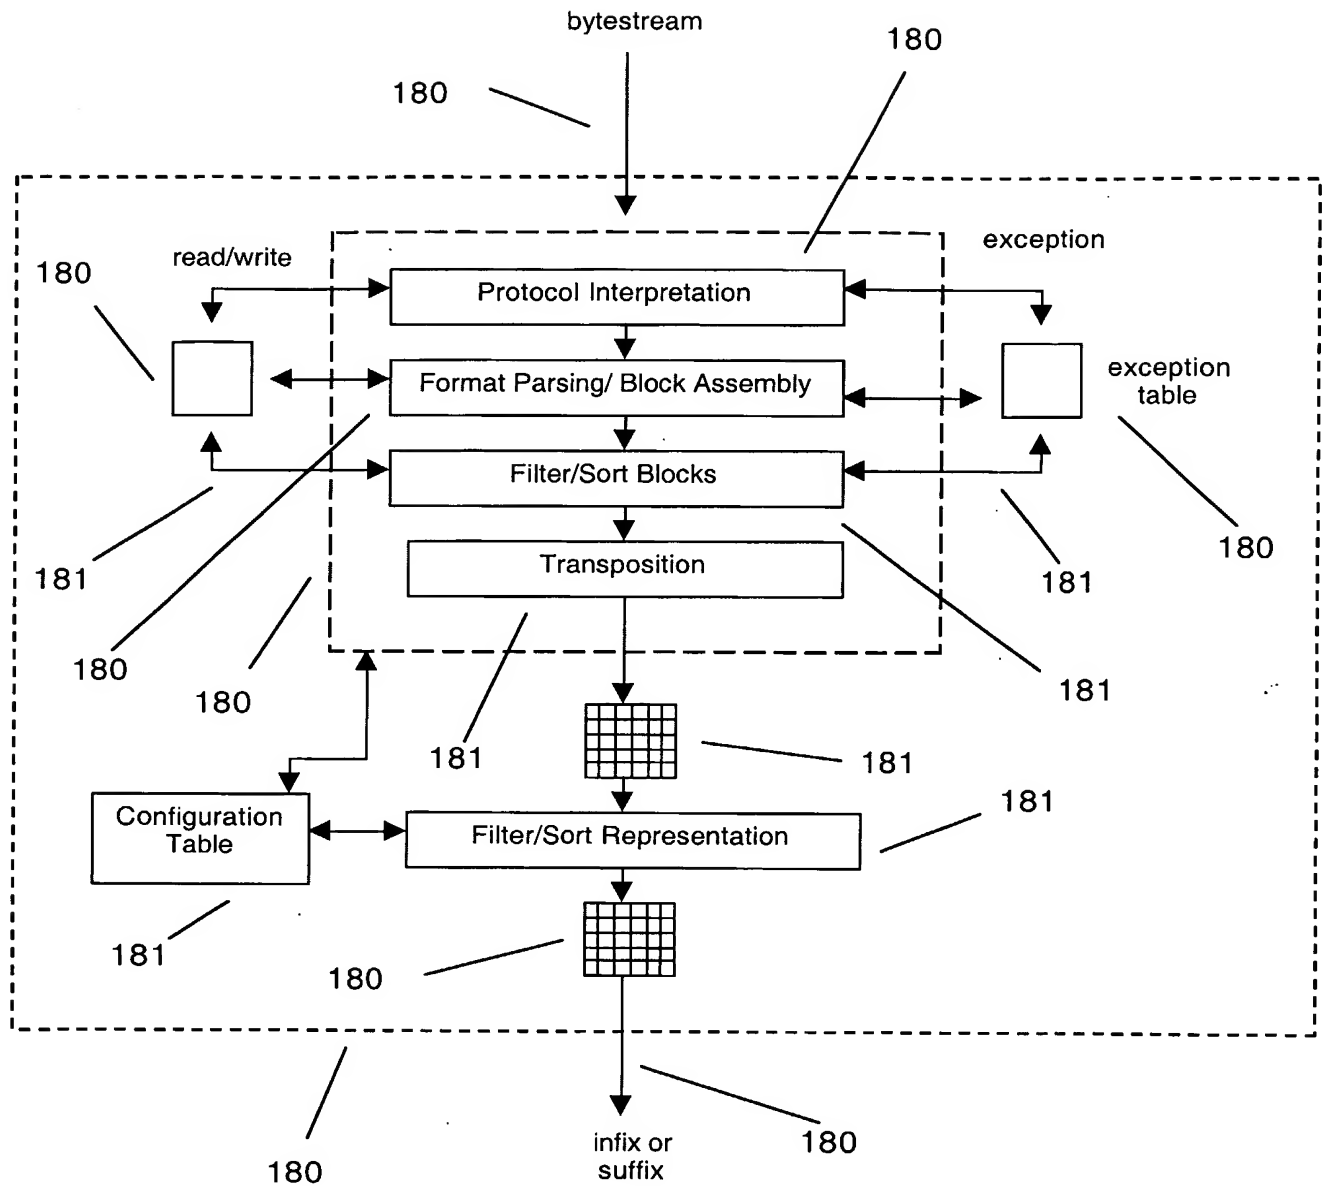 bytestream
180
180
read/write
exception
180
Protocol Interpretation
Format Parsing/ Block Assembly
exception
table
Filter/Sort Blocks
180
Transposition
181
181
180
180
181
181
181
181
Configuration
Table
Filter/Sort Representation
181
180
infix or
suffix
180
180